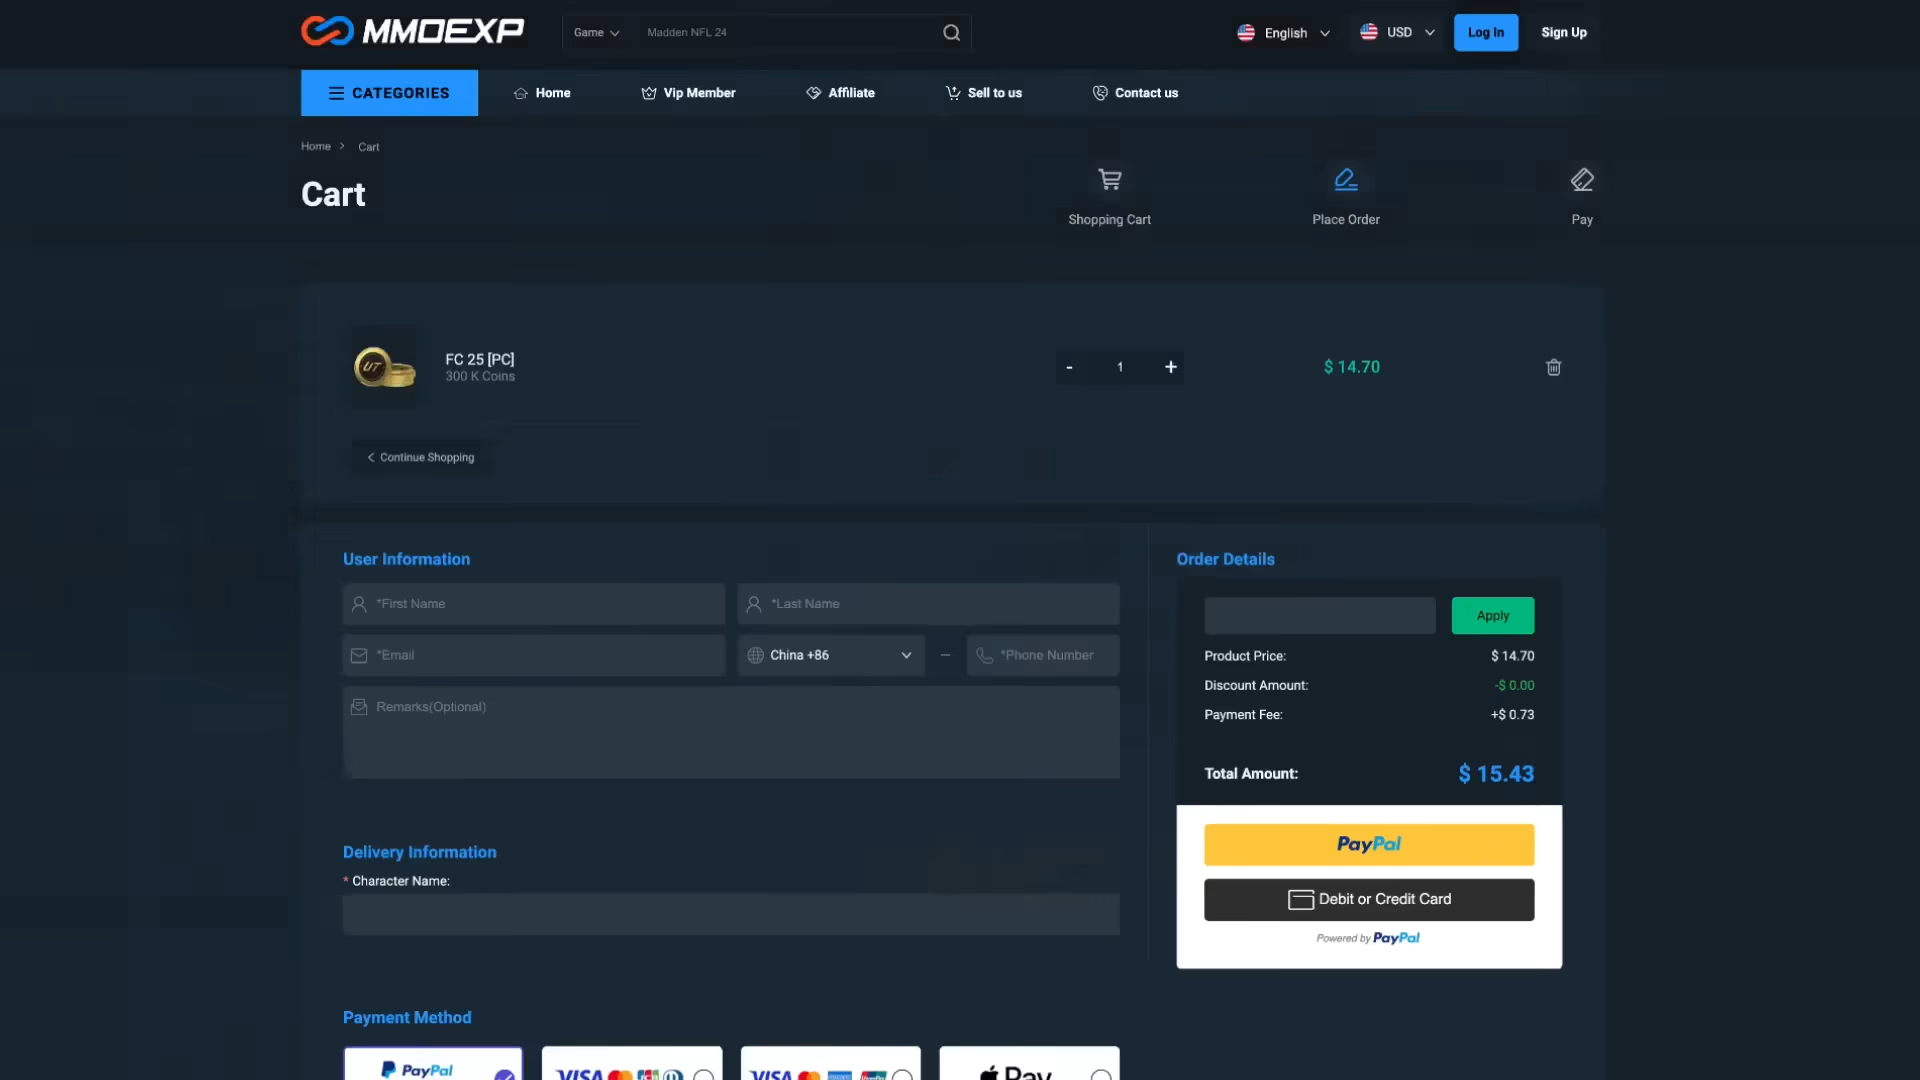 MMOEXP
Game
Madden NFL 24
English
USD
Log In
Sign Up
CATEGORIES
Home
Vip Member
Affiliate
Sell to us
Contact us
Home > Cart
Cart
Shopping Cart
Place Order
Pay
UT
FC 25 [PC]
300 K Coins
- 1 +
$ 14.70
< Continue Shopping
User Information
*First Name
*Last Name
*Email
China +86
–
*Phone Number
Remarks(Optional)
Delivery Information
* Character Name:
Order Details
Apply
Product Price: $ 14.70
Discount Amount: -$ 0.00
Payment Fee: +$ 0.73
Total Amount: $ 15.43
PayPal
Debit or Credit Card
Powered by PayPal
Payment Method
PayPal
VISA
VISA
Pay